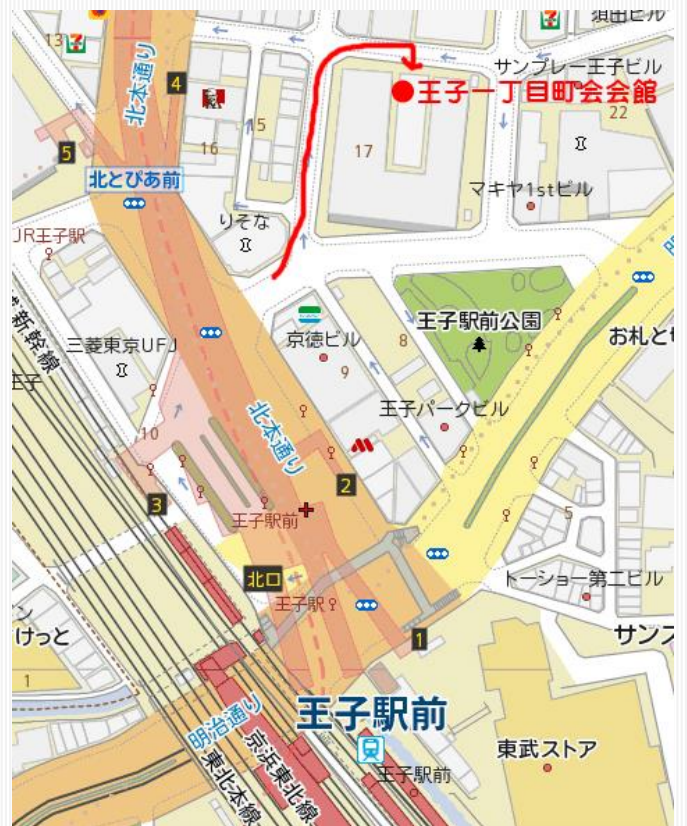 須田ビル
13
サンプレー王子ビル
北本通り
4
王子一丁目町会会館
22
15
16
17
5
北とぴあ前
マキヤ1stビル
りそな
JR王子駅
王子駅前公園
京徳ビル
8
お札と
新幹線
三菱東京UFJ
王子
9
王子パークビル
北本通り
10
2
3
王子駅前
5
北口
トーショー第二ビル
王子駅
1
けっと
サンス
1
王子駅前
明治通り
京浜東北線
東北本線
東武ストア
王子駅前